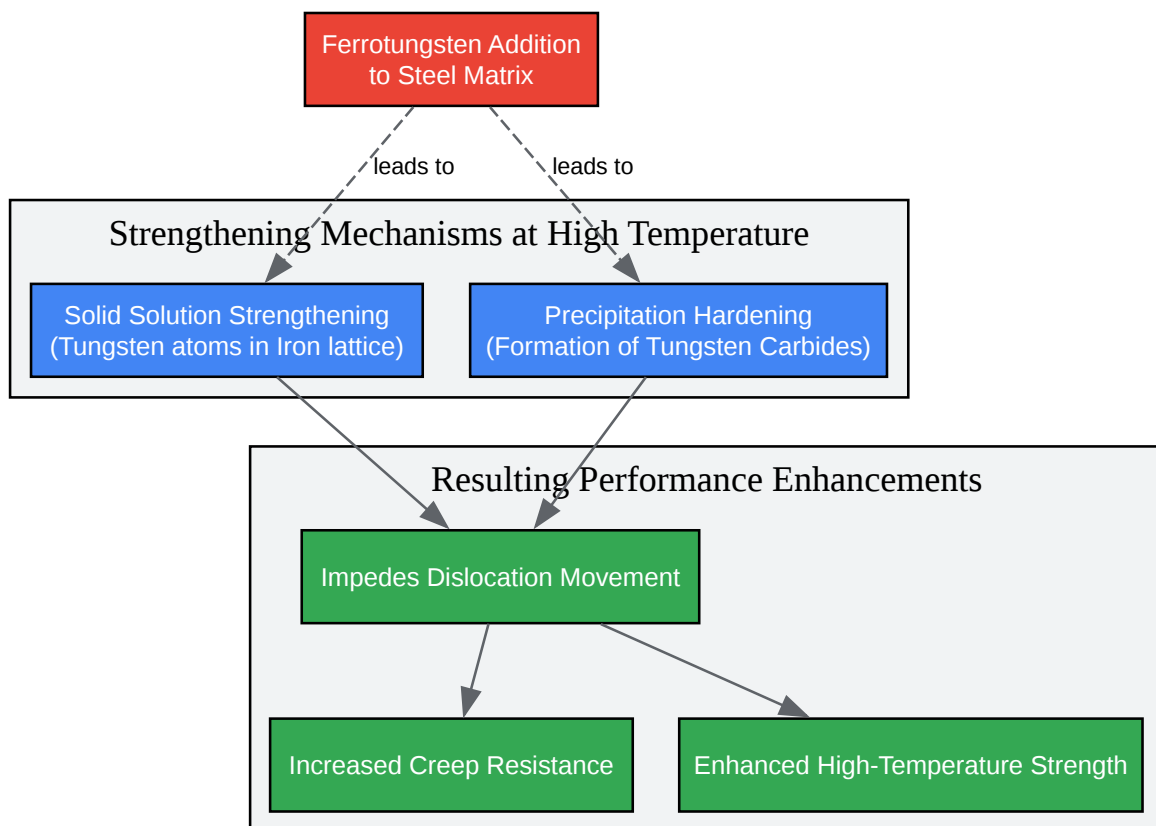 Ferrotungsten Addition
to Steel Matrix
leads to
leads to
Strengthening Mechanisms at High Temperature
Solid Solution Strengthening
(Tungsten atoms in Iron lattice)
Precipitation Hardening
(Formation of Tungsten Carbides)
Resulting Performance Enhancements
Impedes Dislocation Movement
Increased Creep Resistance
Enhanced High-Temperature Strength